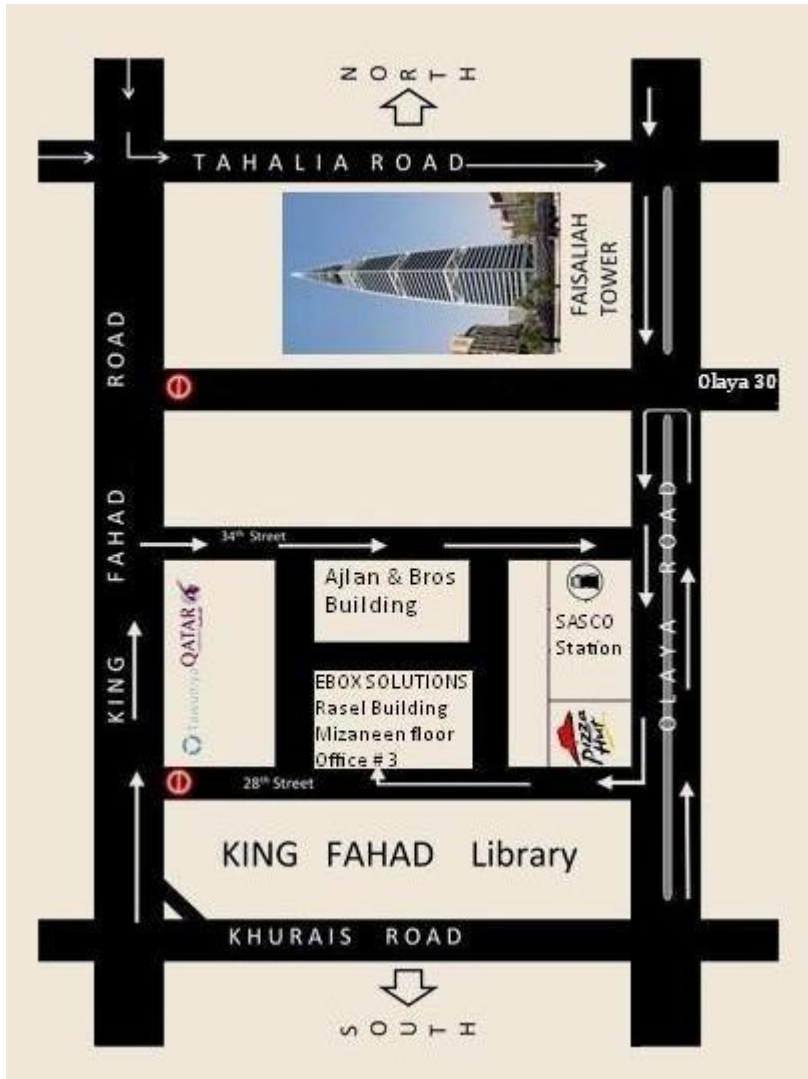 NORTH
TAHALIA ROAD
FAISALIAH
TOWER
Olaya 30
KING FAHAD ROAD
34th Street
OLAYA ROAD
QATAR
Tawuniya
Ajlan & Bros
Building
SASCO
Station
EBOX SOLUTIONS
Rasel Building
Mizaneen floor
Office # 3
Pizza
Hut
28th Street
KING FAHAD Library
KHURAIS ROAD
SOUTH